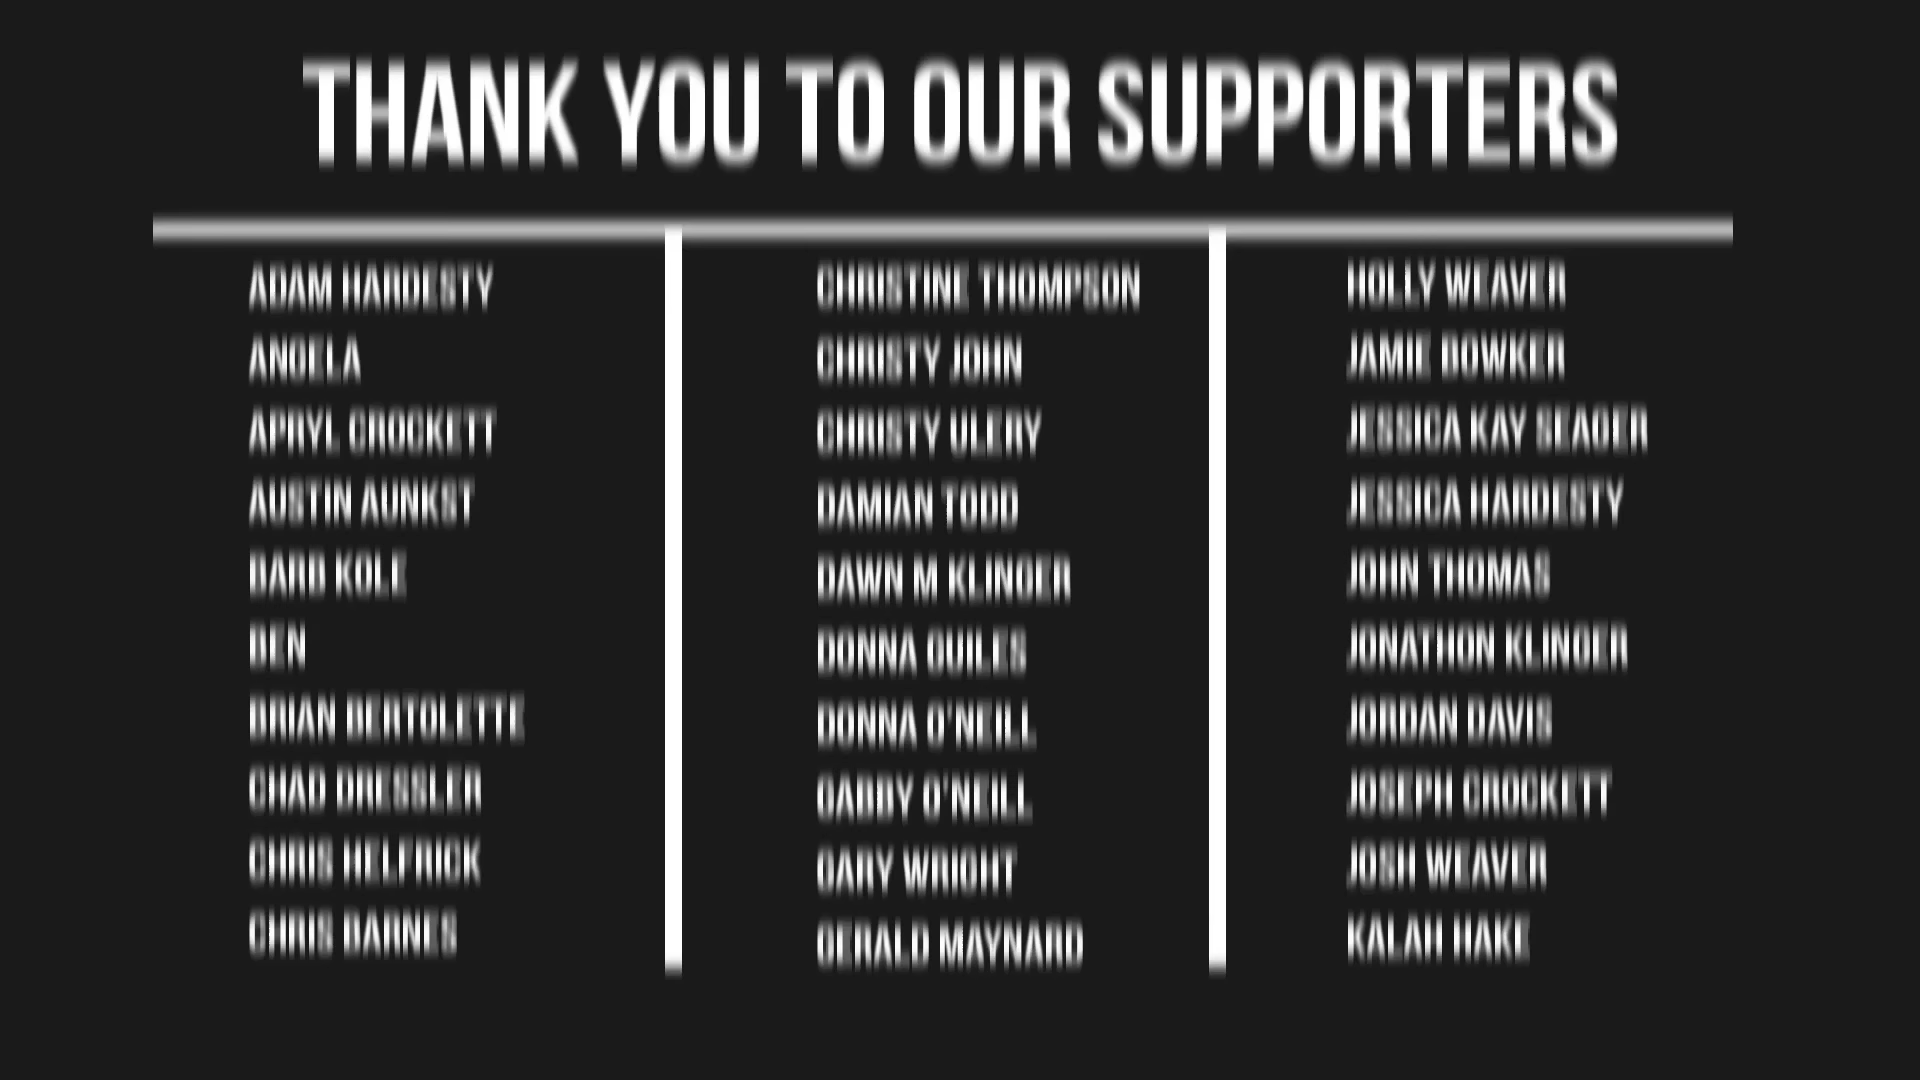 THANK YOU TO OUR SUPPORTERS
ADAM HARDESTY
ANGELA
APRYL CROCKETT
AUSTIN AUNKST
BARB KOLE
BEN
BRIAN BERTOLETTE
CHAD DRESSLER
CHRIS HELFRICK
CHRIS BARNES
CHRISTINE THOMPSON
CHRISTY JOHN
CHRISTY ULERY
DAMIAN TODD
DAWN M KLINGER
DONNA GUILES
DONNA O'NEILL
GABBY O'NEILL
GARY WRIGHT
GERALD MAYNARD
HOLLY WEAVER
JAMIE BOWKER
JESSICA KAY SEAGER
JESSICA HARDESTY
JOHN THOMAS
JONATHON KLINGER
JORDAN DAVIS
JOSEPH CROCKETT
JOSH WEAVER
KALAH HAKE